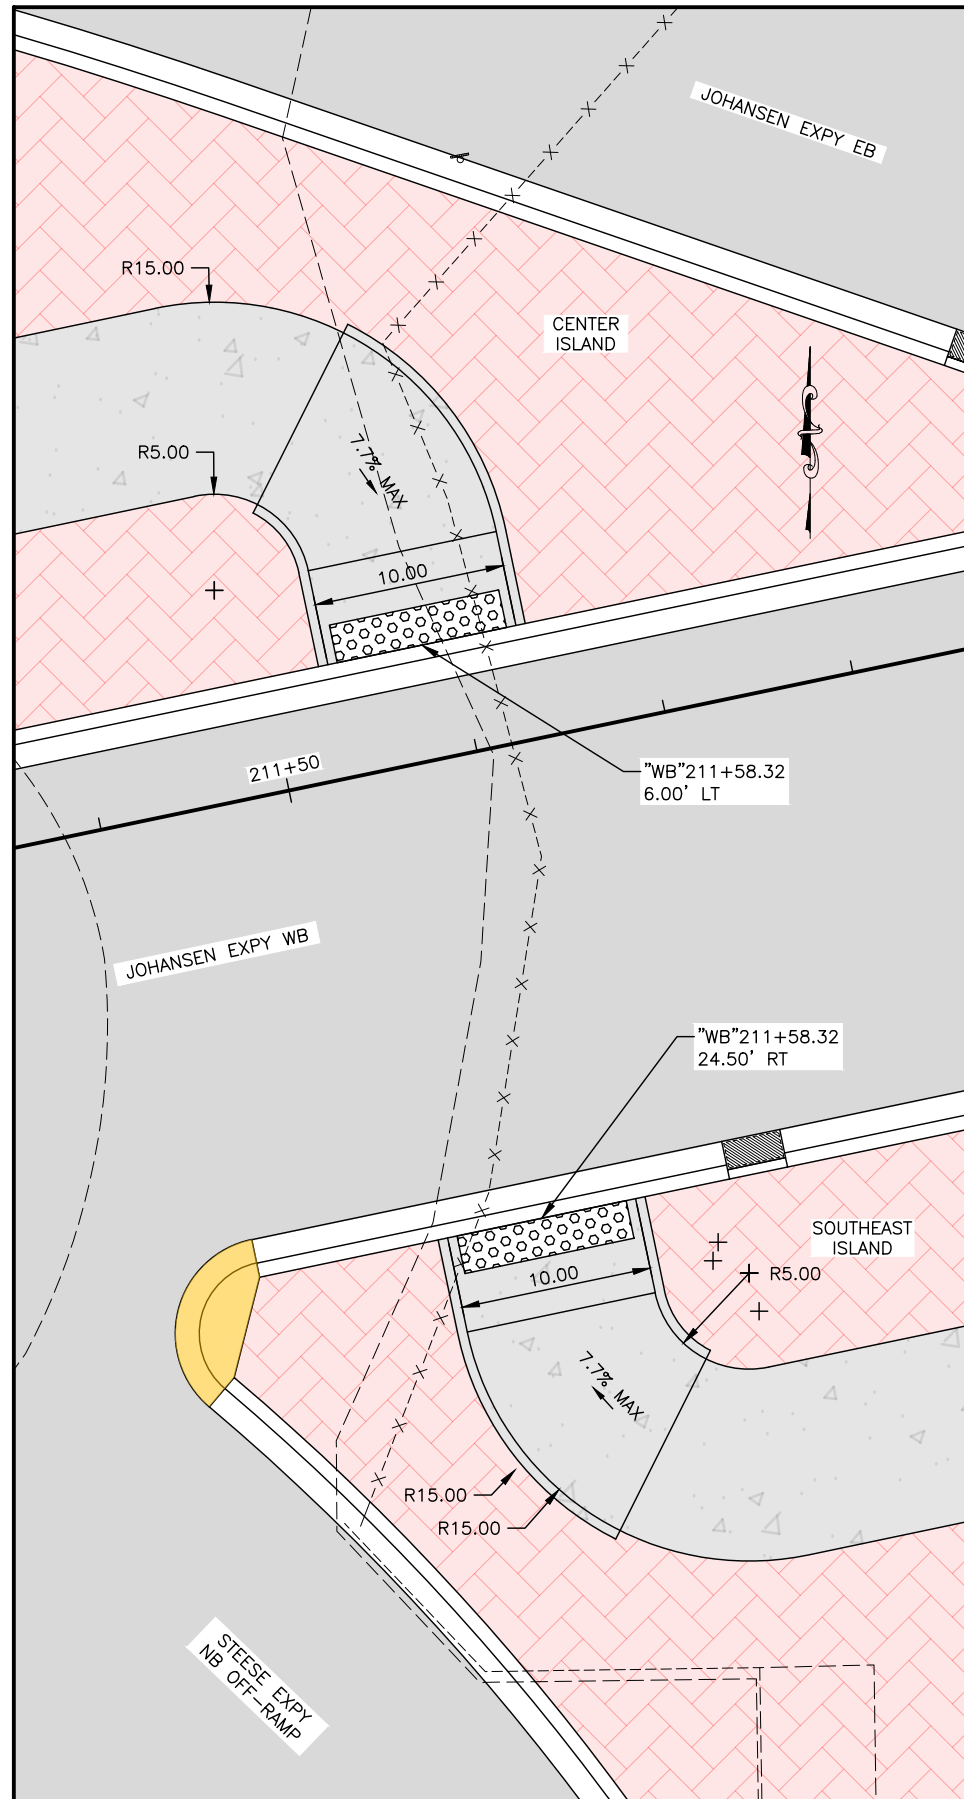 JOHANSEN EXPY EB
R15.00
CENTER
ISLAND
R5.00
7.7% MAX
10.00
211+50
"WB"211+58.32
6.00' LT
JOHANSEN EXPY WB
"WB"211+58.32
24.50' RT
SOUTHEAST
ISLAND
10.00
R5.00
7.7% MAX
R15.00
R15.00
STEESE EXPY
NB OFF-RAMP